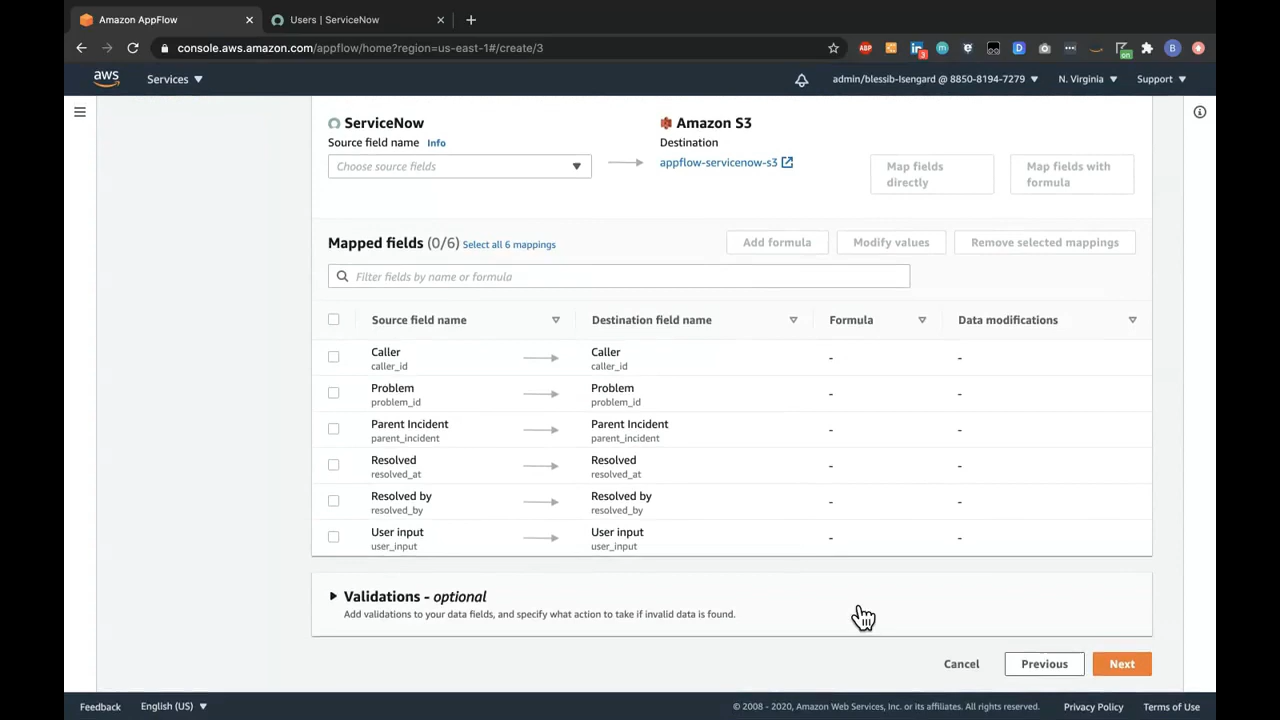 Amazon AppFlow
Users | ServiceNow
console.aws.amazon.com/appflow/home?region=us-east-1#/create/3
aws
Services
admin/blessib-Isengard @ 8850-8194-7279
N. Virginia
Support
ServiceNow
Amazon S3
Source field name Info
Destination
Choose source fields
appflow-servicenow-s3
Map fields directly
Map fields with formula
Mapped fields (0/6) Select all 6 mappings
Add formula
Modify values
Remove selected mappings
Filter fields by name or formula
Source field name
Destination field name
Formula
Data modifications
Caller
caller_id
Caller
caller_id
-
-
Problem
problem_id
Problem
problem_id
-
-
Parent Incident
parent_incident
Parent Incident
parent_incident
-
-
Resolved
resolved_at
Resolved
resolved_at
-
-
Resolved by
resolved_by
Resolved by
resolved_by
-
-
User input
user_input
User input
user_input
-
-
Validations - optional
Add validations to your data fields, and specify what action to take if invalid data is found.
Cancel
Previous
Next
Feedback
English (US)
© 2008 - 2020, Amazon Web Services, Inc. or its affiliates. All rights reserved.
Privacy Policy
Terms of Use